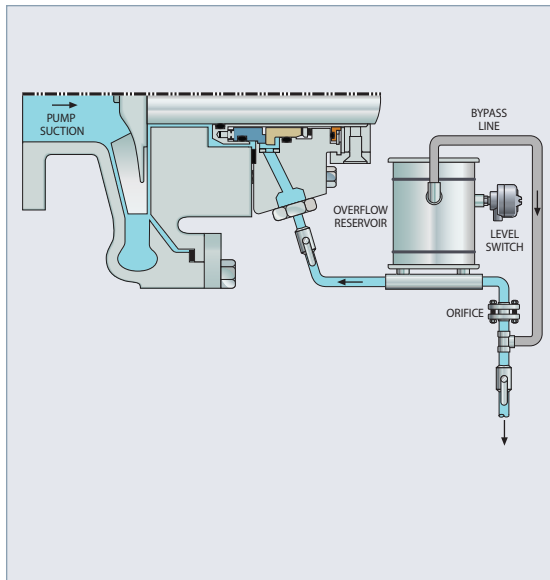 PUMP
SUCTION
BYPASS
LINE
OVERFLOW
RESERVOIR
LEVEL
SWITCH
ORIFICE